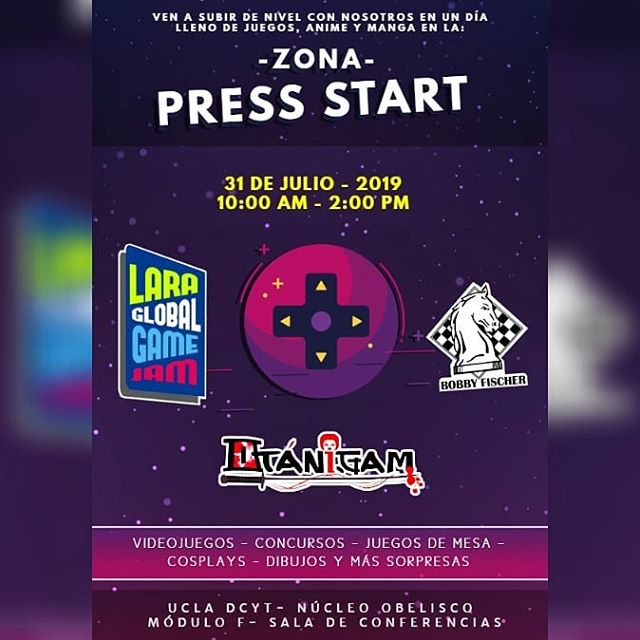 VEN A SUBIR DE NIVEL CON NOSOTROS EN UN DÍA
LLENO DE JUEGOS, ANIME Y MANGA EN LA:
-ZONA-
PRESS START
31 DE JULIO - 2019
10:00 AM - 2:00 PM
LARA
GLOBAL
GAME
JAM
BOBBY FISCHER
OTÁNIGAM
VIDEOJUEGOS - CONCURSOS - JUEGOS DE MESA -
COSPLAYS - DIBUJOS Y MÁS SORPRESAS
UCLA DCYT- NÚCLEO OBELISCO
MÓDULO F- SALA DE CONFERENCIAS